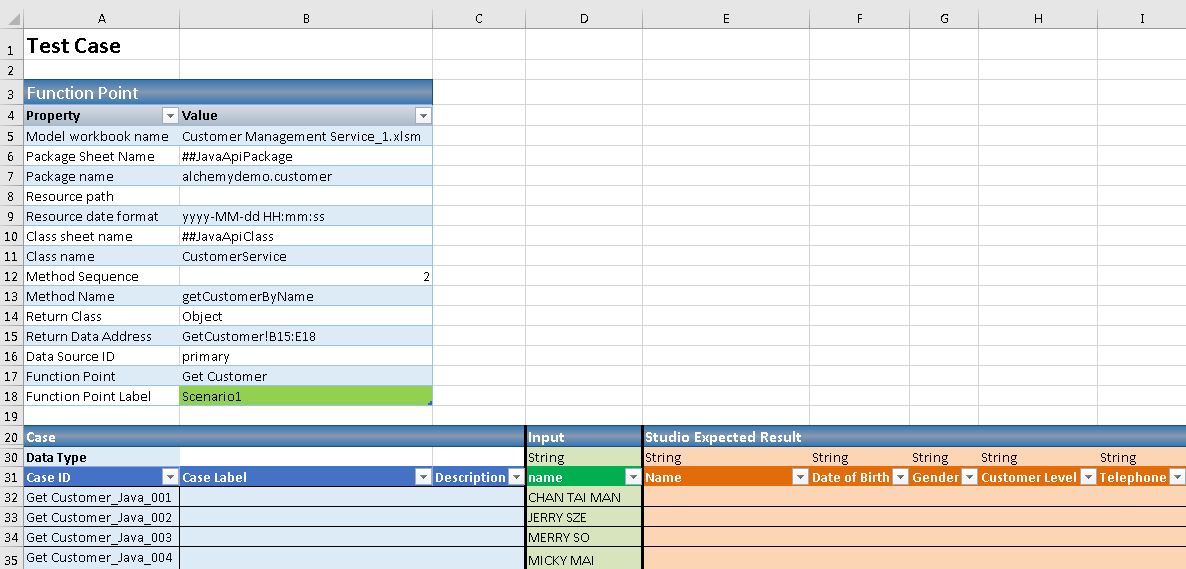 A B C D E F G H I
1 Test Case
2
3 Function Point
4 Property Value
5 Model workbook name Customer Management Service_1.xlsm
6 Package Sheet Name ##JavaApiPackage
7 Package name alchemydemo.customer
8 Resource path
9 Resource date format yyyy-MM-dd HH:mm:ss
10 Class sheet name ##JavaApiClass
11 Class name CustomerService
12 Method Sequence 2
13 Method Name getCustomerByName
14 Return Class Object
15 Return Data Address GetCustomer!B15:E18
16 Data Source ID primary
17 Function Point Get Customer
18 Function Point Label Scenario1
19
20 Case Input Studio Expected Result
30 Data Type String String String String String String
31 Case ID Case Label Description name Name Date of Birth Gender Customer Level Telephone
32 Get Customer_Java_001 CHAN TAI MAN
33 Get Customer_Java_002 JERRY SZE
34 Get Customer_Java_003 MERRY SO
35 Get Customer_Java_004 MICKY MAI